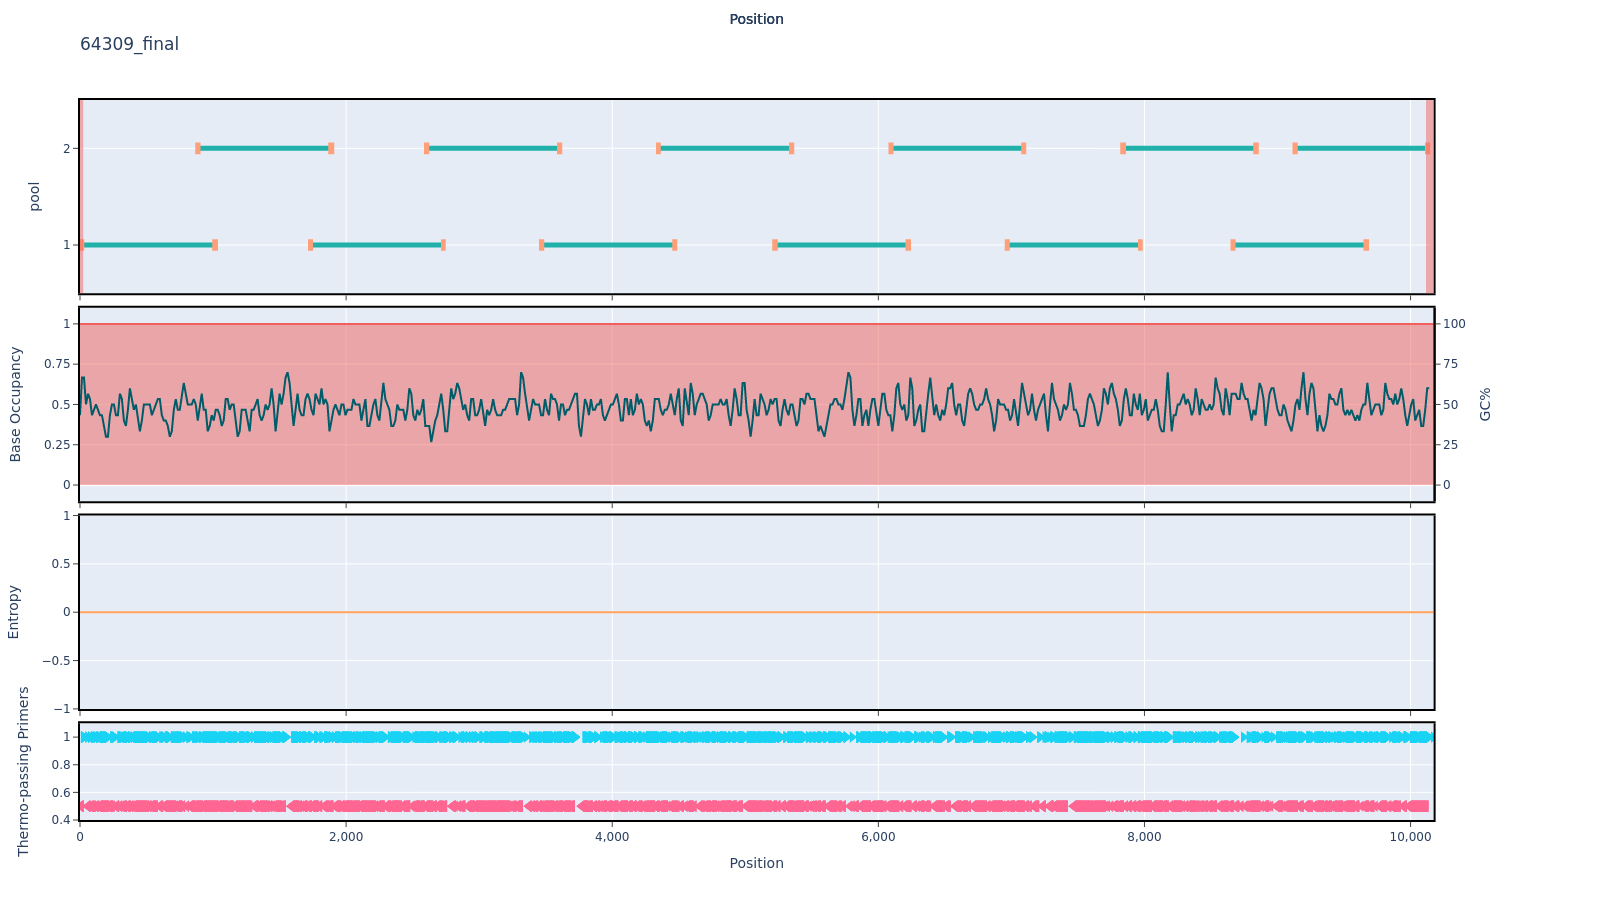 Position
64309_final
2
1
pool
1
0.75
0.5
0.25
0
Base Occupancy
100
75
50
25
0
GC%
1
0.5
0
−0.5
−1
Entropy
1
0.8
0.6
0.4
Thermo-passing Primers
0 2,000 4,000 6,000 8,000 10,000
Position